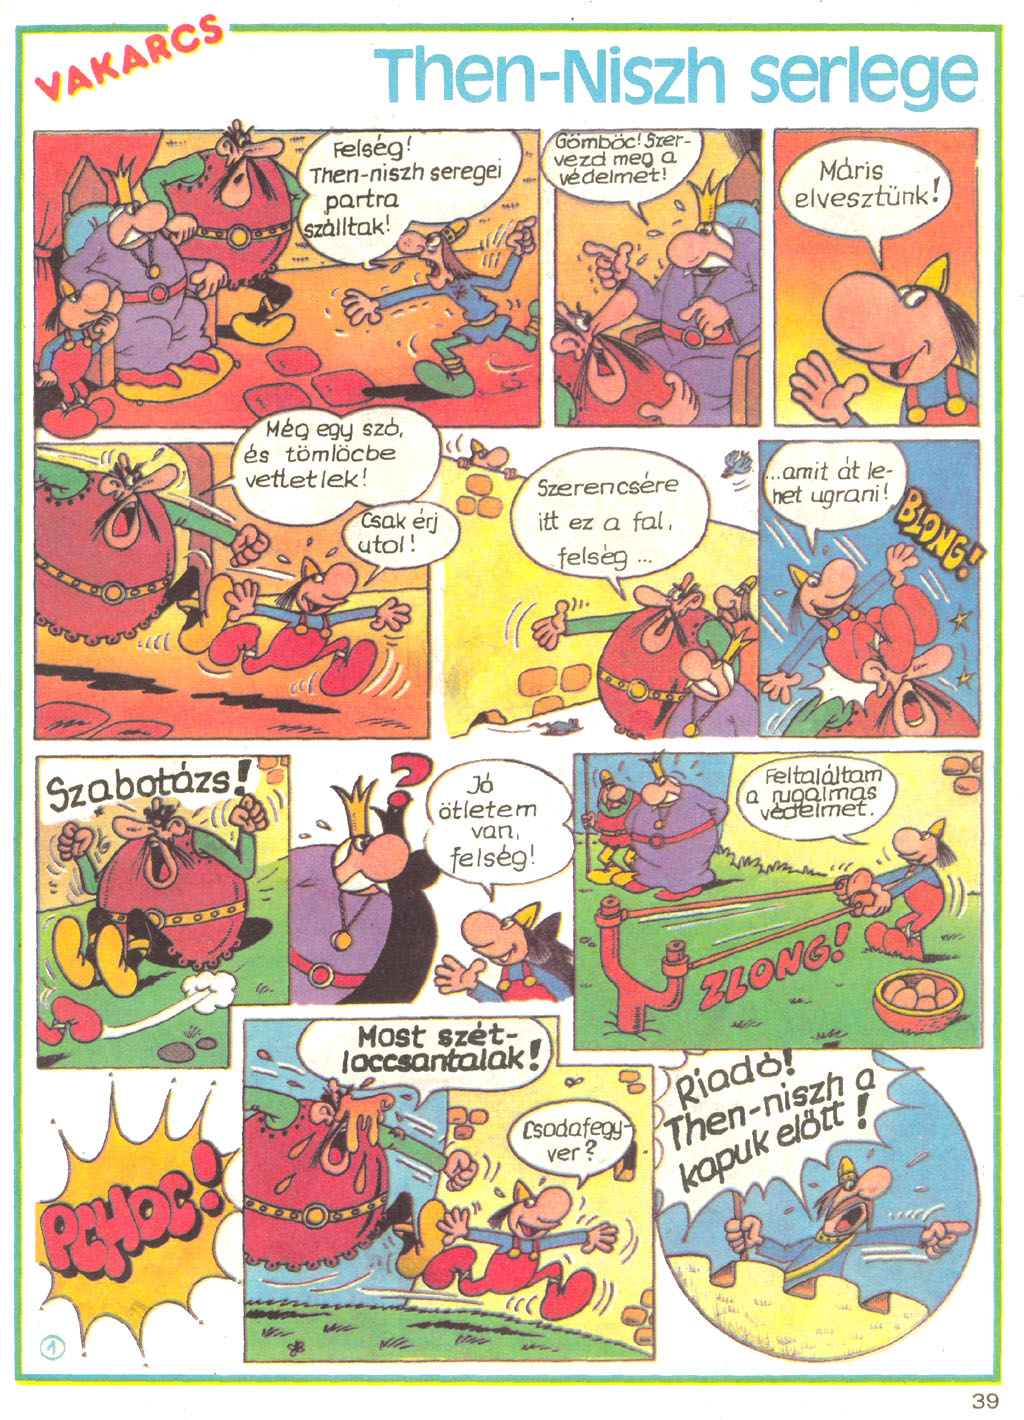 VAKARCS
Then-Niszh serlege
Felség!
Then-niszh seregei
partra
szálltak!
Gömböc! Szer-
vezd meg a
védelmet!
Máris
elvesztünk!
Még egy szó,
és tömlöcbe
vettetlek!
Csak érj
utol!
Szerencsére
itt ez a fal,
felség ...
...amit át le-
het ugrani!
BLONG!
Szabotázs!
?
Jó
ötletem
van,
felség!
Feltaláltam
a rugalmas
védelmet.
ZLONG!
PCHOC!
Most szét-
loccsantalak!
Csodafegy-
ver?
Riadó!
Then-niszh a
kapuk előtt!
1
39